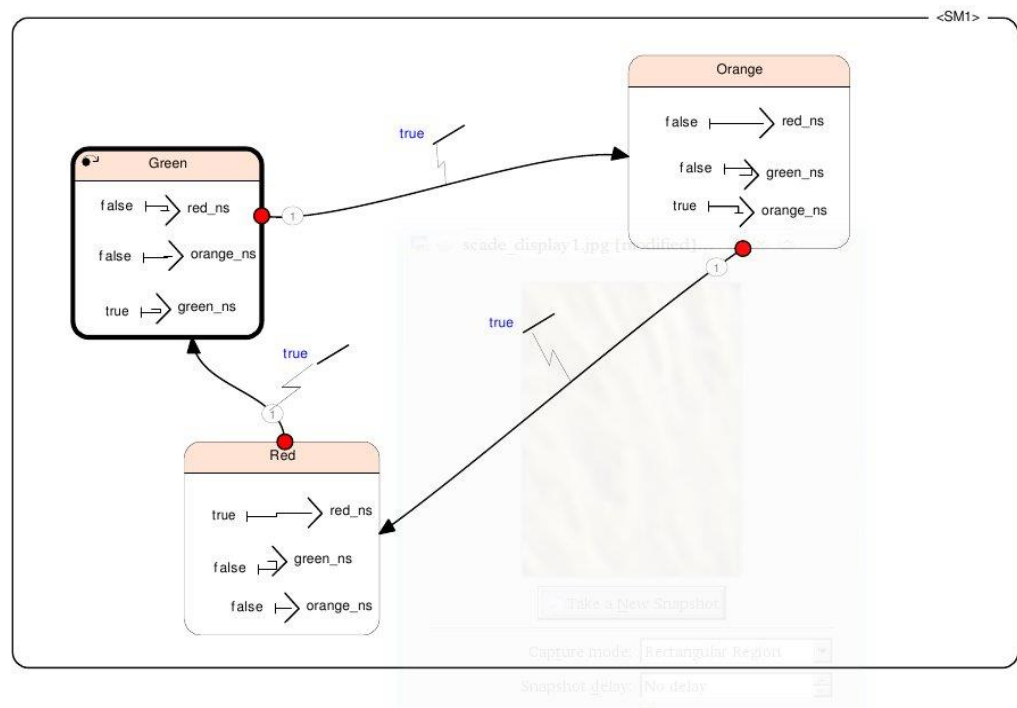 <SM1>
Orange
false red_ns
false green_ns
true orange_ns
1
true
Green
false red_ns
false orange_ns
true green_ns
1
true
scade_display1.jpg [modified]...
true
1
Red
true red_ns
false green_ns
false orange_ns
Take a New Snapshot
Capture mode: Rectangular Region
Snapshot delay: No delay